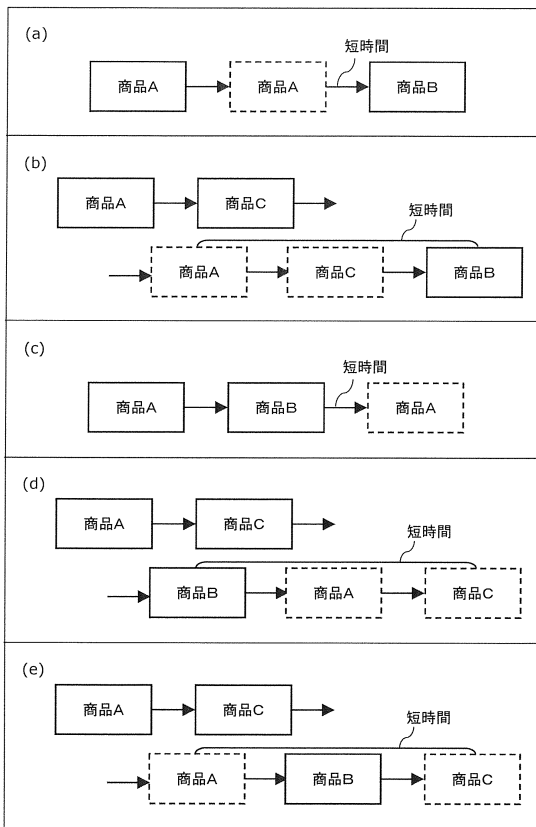 (a)
短時間
商品A 商品A 商品B
(b)
商品A 商品C
短時間
商品A 商品C 商品B
(c)
短時間
商品A 商品B 商品A
(d)
商品A 商品C
短時間
商品B 商品A 商品C
(e)
商品A 商品C
短時間
商品A 商品B 商品C